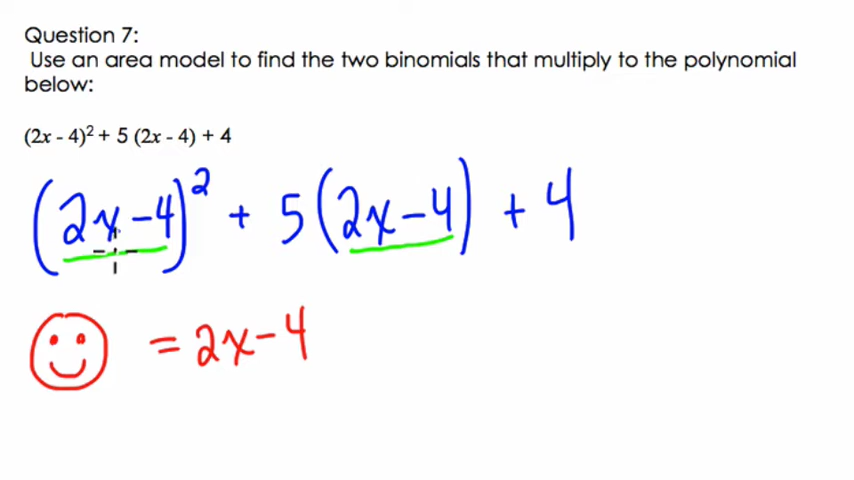 Question 7:
Use an area model to find the two binomials that multiply to the polynomial
below:
(2x - 4)² + 5 (2x - 4) + 4
(2x-4)² + 5(2x-4) + 4
= 2x-4